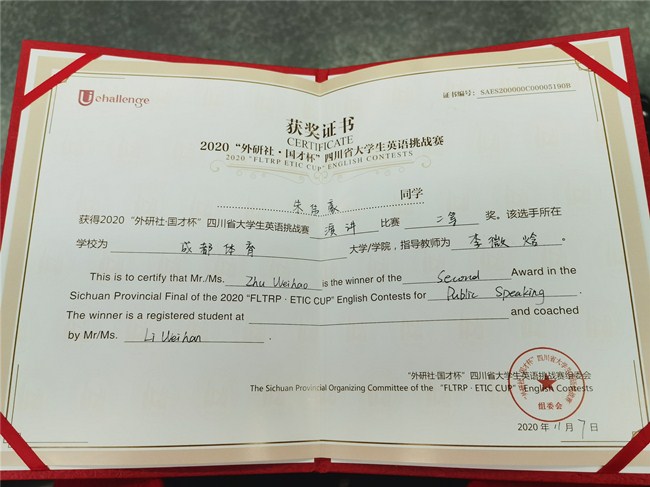 Uchallenge
证书编号：SAES200000C00005190B
获奖证书
CERTIFICATE
2020“外研社·国才杯”四川省大学生英语挑战赛
2020 "FLTRP ETIC CUP" ENGLISH CONTESTS
朱 豪 同学
获得2020“外研社·国才杯”四川省大学生英语挑战赛 演讲 比赛 二等 奖。该选手所在
学校为 成都体育 大学/学院，指导教师为 李微焓 。
This is to certify that Mr./Ms. Zhu Weihao is the winner of the Second Award in the
Sichuan Provincial Final of the 2020 “FLTRP · ETIC CUP” English Contests for Public Speaking .
The winner is a registered student at and coached
by Mr/Ms. Li Weihan .
“外研社·国才杯”四川省大学生英语挑战赛组委会
The Sichuan Provincial Organizing Committee of the “FLTRP · ETIC CUP” English Contests
组委会
2020 年 11 月 7 日